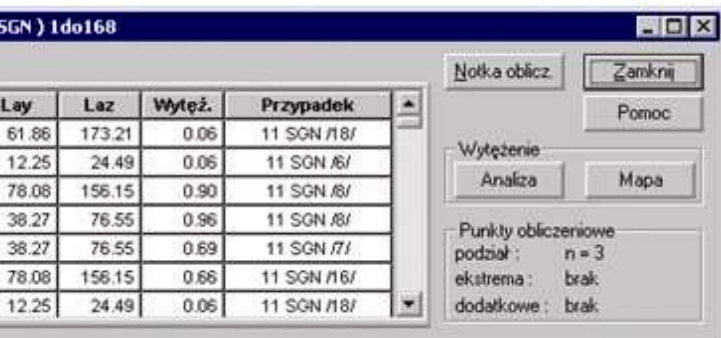 SGN ) 1do168
Notka oblicz. Zamknij
Pomoc
Lay Laz Wytęż. Przypadek
61.86 173.21 0.06 11 SGN /18/
12.25 24.49 0.06 11 SGN /6/
78.08 156.15 0.90 11 SGN /8/
38.27 76.55 0.96 11 SGN /8/
38.27 76.55 0.69 11 SGN /7/
78.08 156.15 0.66 11 SGN /16/
12.25 24.49 0.06 11 SGN /18/
Wytężenie
Analiza Mapa
Punkty obliczeniowe
podział : n = 3
ekstrema : brak
dodatkowe : brak